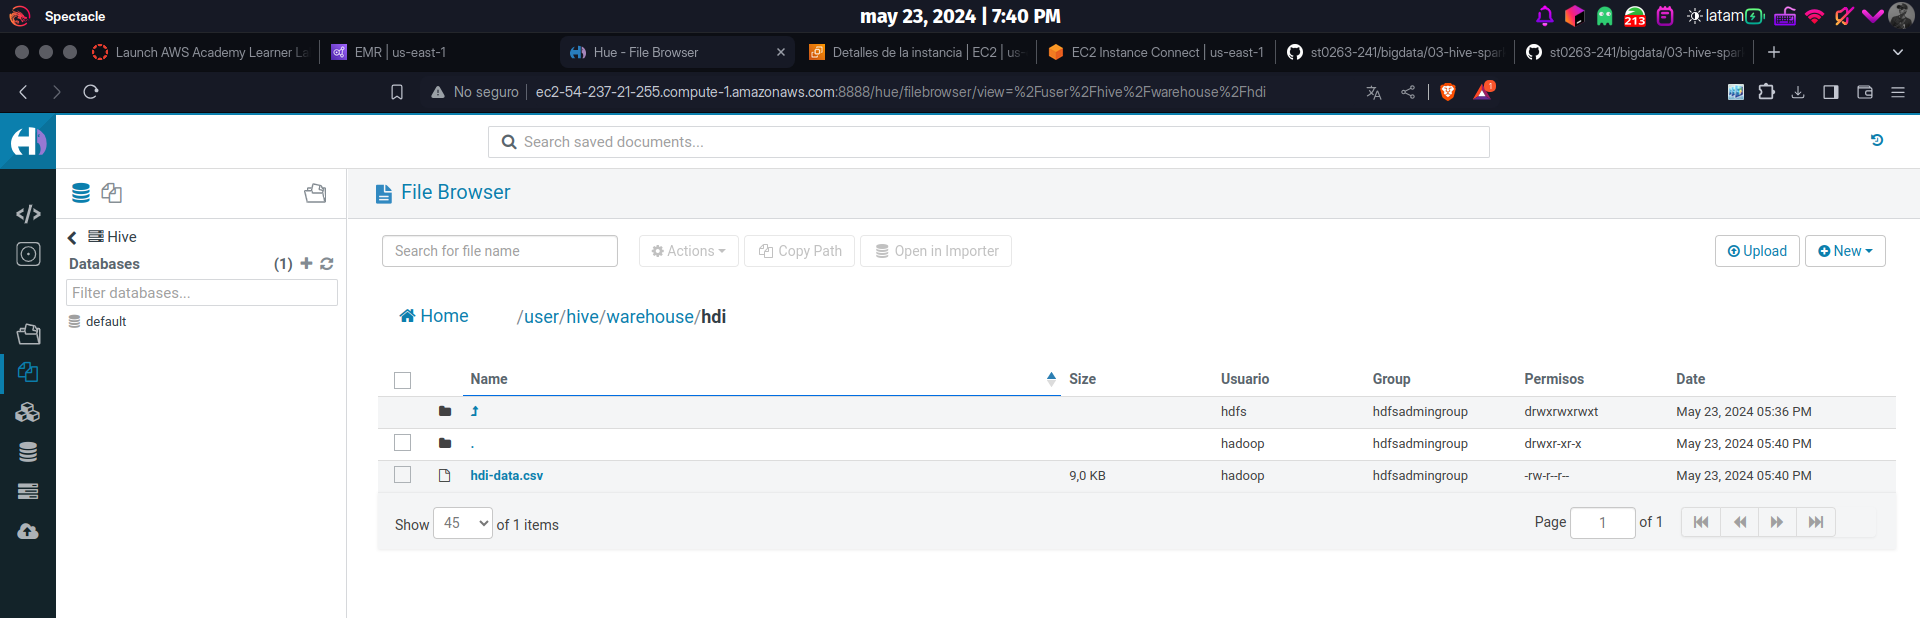 Spectacle
may 23, 2024 | 7:40 PM
213
latam
Launch AWS Academy Learner La
EMR | us-east-1
Hue - File Browser
Detalles de la instancia | EC2 | us-
EC2 Instance Connect | us-east-1
st0263-241/bigdata/03-hive-spar
st0263-241/bigdata/03-hive-spar
No seguro
ec2-54-237-21-255.compute-1.amazonaws.com:8888/hue/filebrowser/view=%2Fuser%2Fhive%2Fwarehouse%2Fhdi
1
Search saved documents...
File Browser
Hive
Databases (1)
Filter databases...
default
Search for file name
Actions
Copy Path
Open in Importer
Upload
New
Home
/user/hive/warehouse/hdi
Name Size Usuario Group Permisos Date
hdfs hdfsadmingroup drwxrwxrwxt May 23, 2024 05:36 PM
. hadoop hdfsadmingroup drwxr-xr-x May 23, 2024 05:40 PM
hdi-data.csv 9,0 KB hadoop hdfsadmingroup -rw-r--r-- May 23, 2024 05:40 PM
Show 45 of 1 items
Page 1 of 1